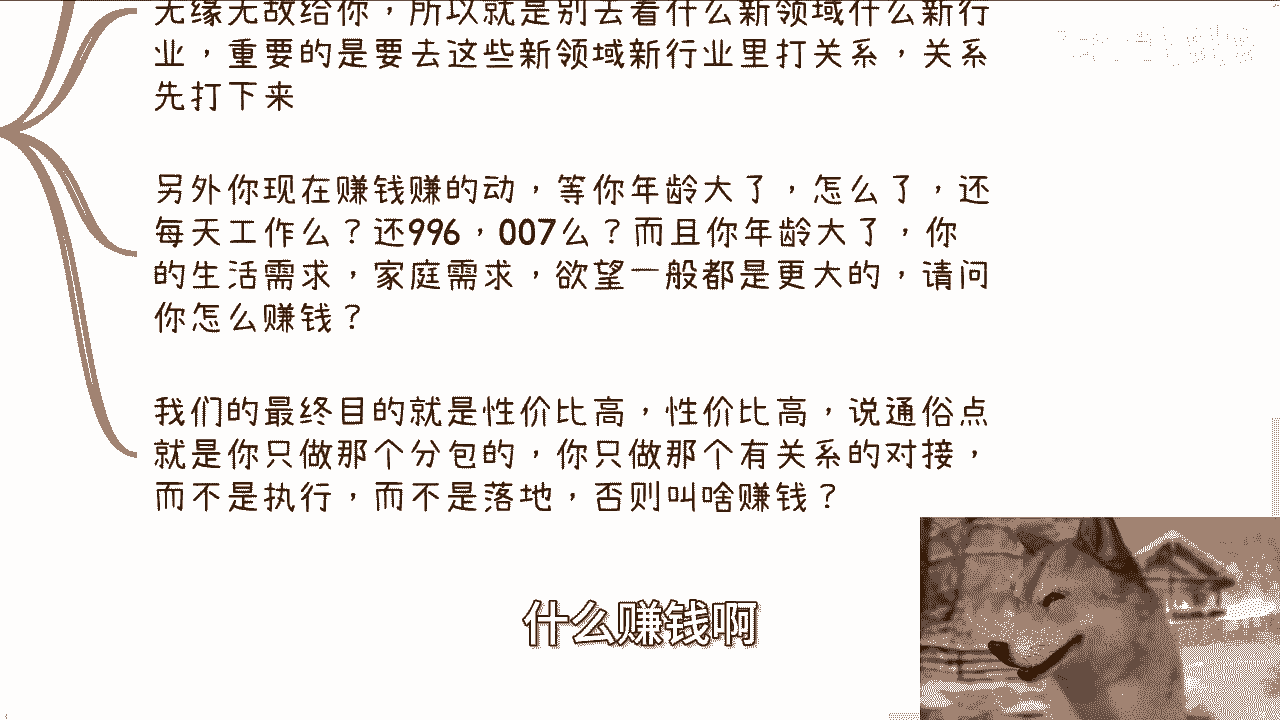 无缘无故给你，所以就是别去看什么新领域什么新行
业，重要的是要去这些新领域新行业里打关系，关系
先打下来
另外你现在赚钱赚的动，等你年龄大了，怎么了，还
每天工作么？还996，007么？而且你年龄大了，你
的生活需求，家庭需求，欲望一般都是更大的，请问
你怎么赚钱？
我们的最终目的就是性价比高，性价比高，说通俗点
就是你只做那个分包的，你只做那个有关系的对接，
而不是执行，而不是落地，否则叫啥赚钱？
什么赚钱啊